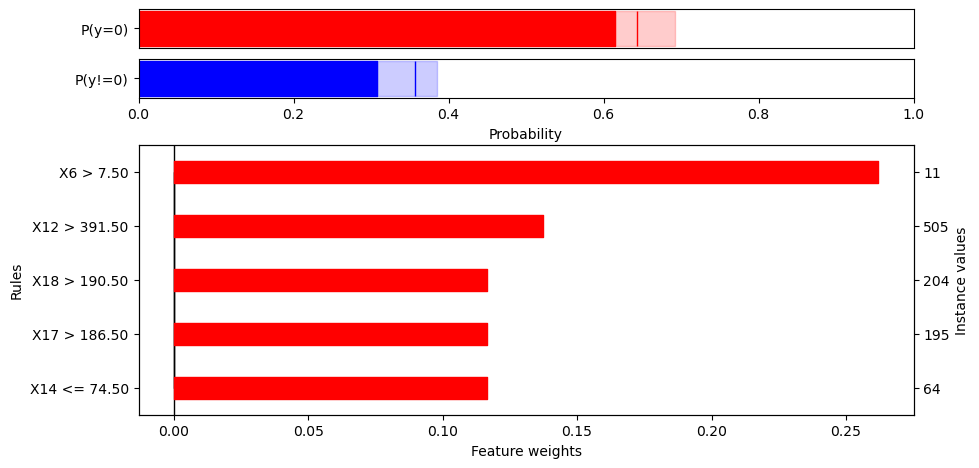 P(y=0)
P(y!=0)
0.0 0.2 0.4 0.6 0.8 1.0
Probability
X6 > 7.50 11
X12 > 391.50 505
X18 > 190.50 204
X17 > 186.50 195
X14 <= 74.50 64
Rules
Instance values
0.00 0.05 0.10 0.15 0.20 0.25
Feature weights